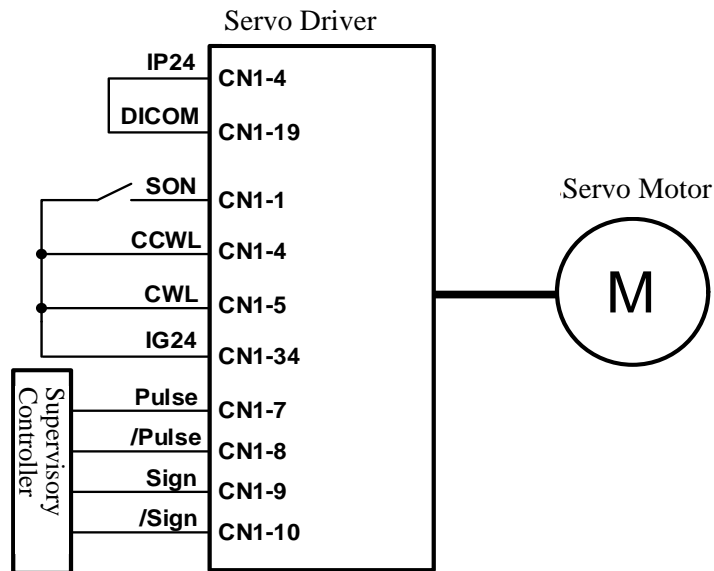 Servo Driver
IP24 CN1-4
DICOM CN1-19
SON CN1-1
Servo Motor
CCWL CN1-4
M
CWL CN1-5
IG24 CN1-34
Supervisory
Controller
Pulse CN1-7
/Pulse CN1-8
Sign CN1-9
/Sign CN1-10